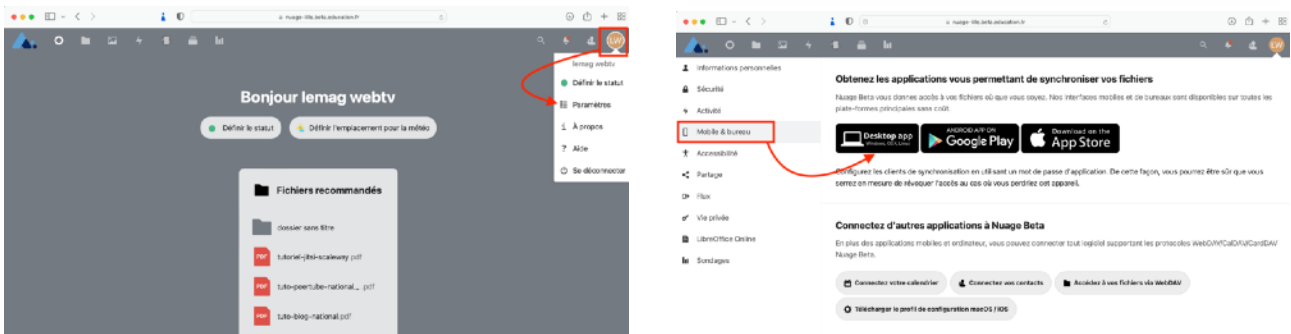 nuage-lille.beta.education.fr
LW
lemag webtv
Définir le statut
Paramètres
À propos
Aide
Se déconnecter
Bonjour lemag webtv
Définir le statut
Définir l'emplacement pour la météo
Fichiers recommandés
dossier sans titre
PDF tutoriel-jitsi-scaleway.pdf
PDF tuto-peertube-national_ .pdf
PDF tuto-blog-national.pdf
nuage-lille.beta.education.fr
LW
Informations personnelles
Sécurité
Activité
Mobile & bureau
Accessibilité
Partage
Flux
Vie privée
LibreOffice Online
Sondages
Obtenez les applications vous permettant de synchroniser vos fichiers
Nuage Beta vous donnes accès à vos fichiers où que vous soyez. Nos interfaces mobiles et de bureaux sont disponibles sur toutes les
plate-formes principales sans coût.
Desktop app
Windows, OSX, Linux
ANDROID APP ON
Google Play
Download on the
App Store
Configurez les clients de synchronisation en utilisant un mot de passe d'application. De cette façon, vous pourrez être sûr que vous
serrez en mesure de révoquer l'accès au cas où vous perdriez cet appareil.
Connectez d'autres applications à Nuage Beta
En plus des applications mobiles et ordinateur, vous pouvez connecter tout logiciel supportant les protocoles WebDAV/CalDAV/CardDAV
Nuage Beta.
Connectez votre calendrier
Connectez vos contacts
Accédez à vos fichiers via WebDAV
Télécharger le profil de configuration macOS / iOS